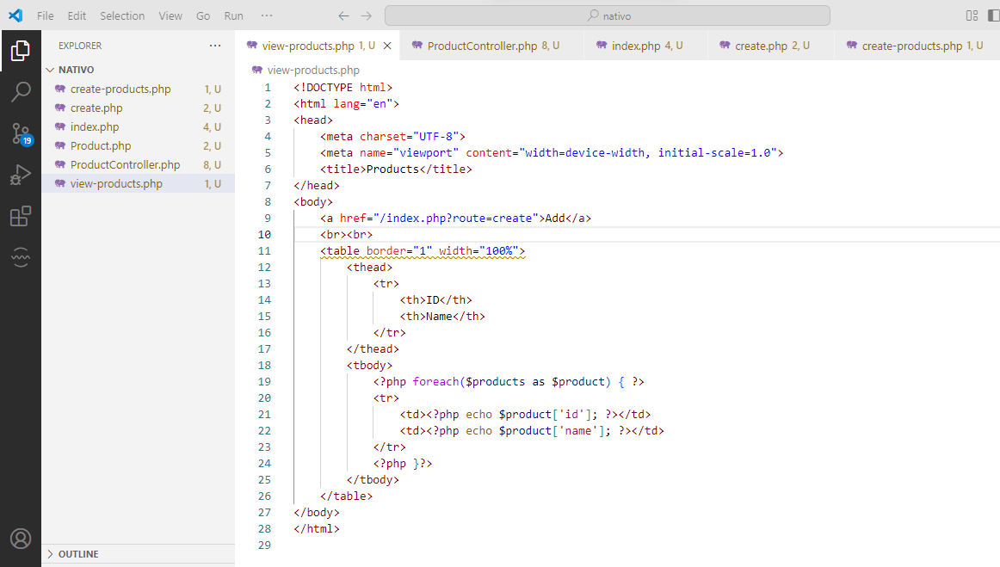 File Edit Selection View Go Run ··· ← → nativo
EXPLORER ···
NATIVO
create-products.php 1, U
create.php 2, U
index.php 4, U
Product.php 2, U
ProductController.php 8, U
view-products.php 1, U
19
OUTLINE
view-products.php 1, U × ProductController.php 8, U index.php 4, U create.php 2, U create-products.php 1, U
view-products.php
1 <!DOCTYPE html>
2 <html lang="en">
3 <head>
4 <meta charset="UTF-8">
5 <meta name="viewport" content="width=device-width, initial-scale=1.0">
6 <title>Products</title>
7 </head>
8 <body>
9 <a href="/index.php?route=create">Add</a>
10 <br><br>
11 <table border="1" width="100%">
12 <thead>
13 <tr>
14 <th>ID</th>
15 <th>Name</th>
16 </tr>
17 </thead>
18 <tbody>
19 <?php foreach($products as $product) { ?>
20 <tr>
21 <td><?php echo $product['id']; ?></td>
22 <td><?php echo $product['name']; ?></td>
23 </tr>
24 <?php }?>
25 </tbody>
26 </table>
27 </body>
28 </html>
29